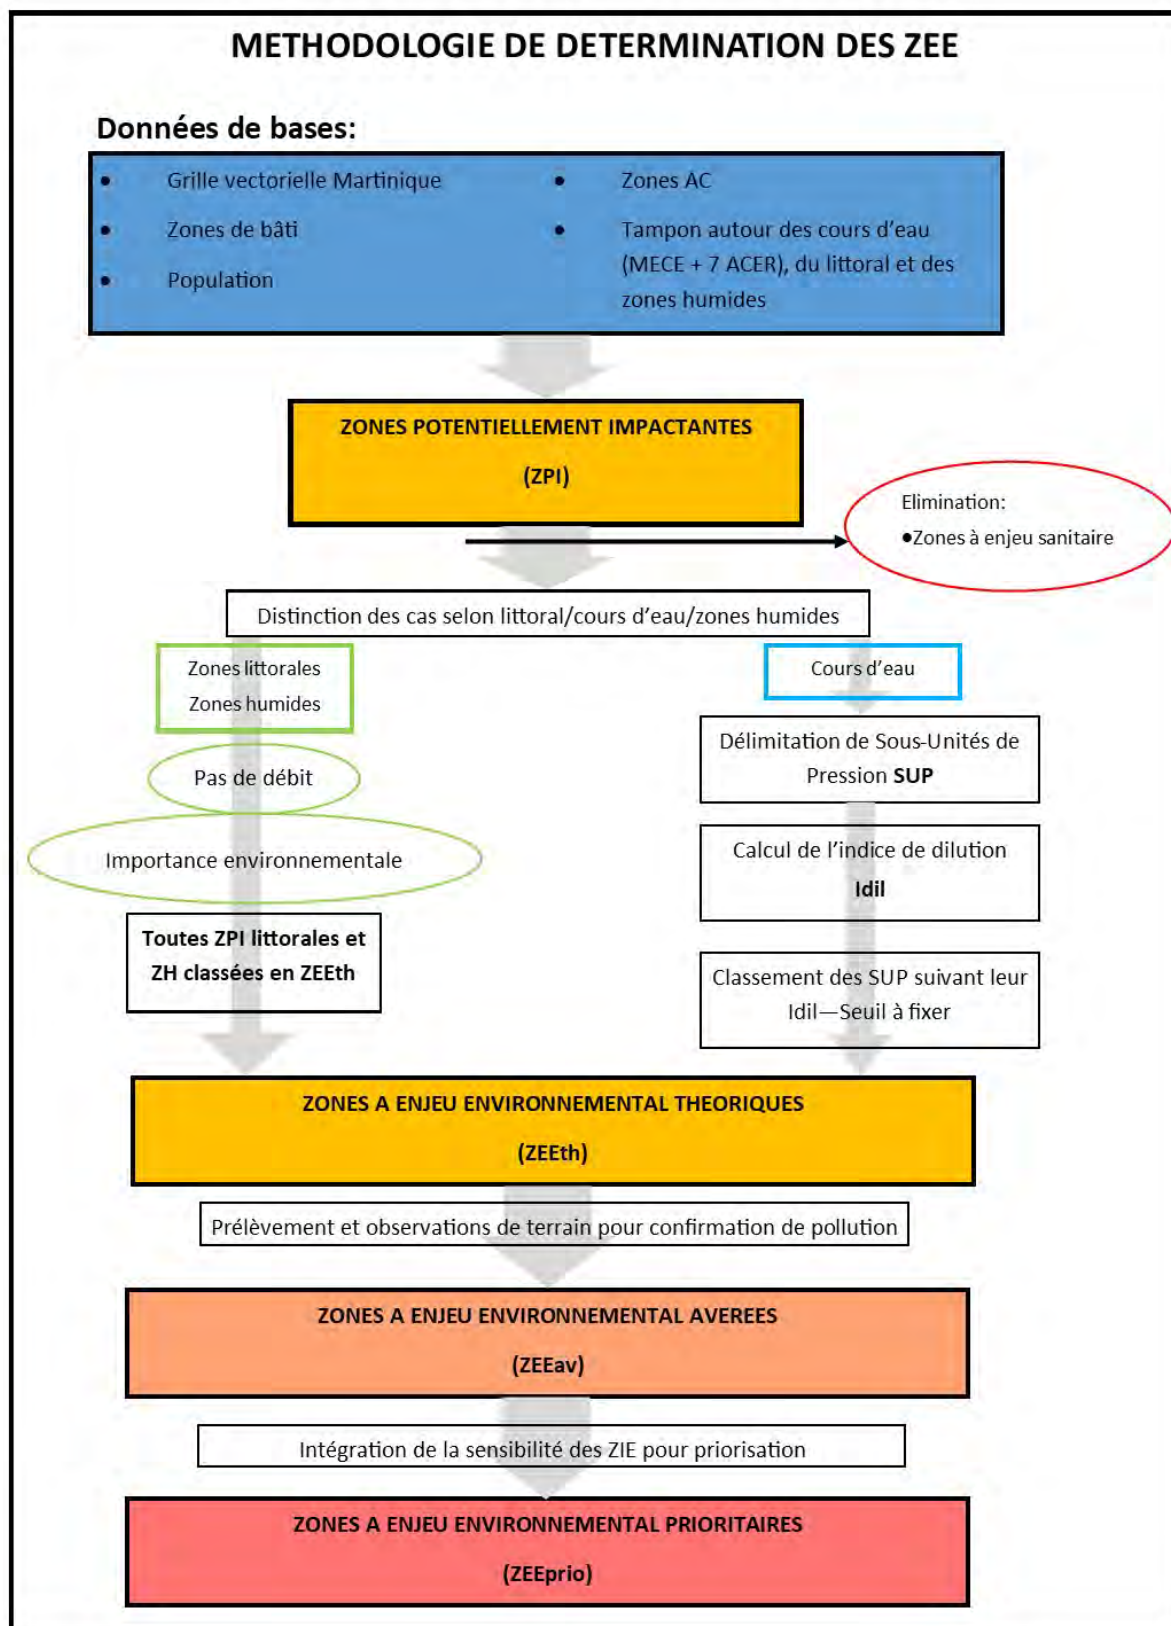 METHODOLOGIE DE DETERMINATION DES ZEE
Données de bases:
• Grille vectorielle Martinique
• Zones de bâti
• Population
• Zones AC
• Tampon autour des cours d'eau
(MECE + 7 ACER), du littoral et des
zones humides
ZONES POTENTIELLEMENT IMPACTANTES
(ZPI)
Elimination:
•Zones à enjeu sanitaire
Distinction des cas selon littoral/cours d'eau/zones humides
Zones littorales
Zones humides
Pas de débit
Importance environnementale
Toutes ZPI littorales et
ZH classées en ZEEth
Cours d'eau
Délimitation de Sous-Unités de
Pression SUP
Calcul de l'indice de dilution
Idil
Classement des SUP suivant leur
Idil—Seuil à fixer
ZONES A ENJEU ENVIRONNEMENTAL THEORIQUES
(ZEEth)
Prélèvement et observations de terrain pour confirmation de pollution
ZONES A ENJEU ENVIRONNEMENTAL AVEREES
(ZEEav)
Intégration de la sensibilité des ZIE pour priorisation
ZONES A ENJEU ENVIRONNEMENTAL PRIORITAIRES
(ZEEprio)